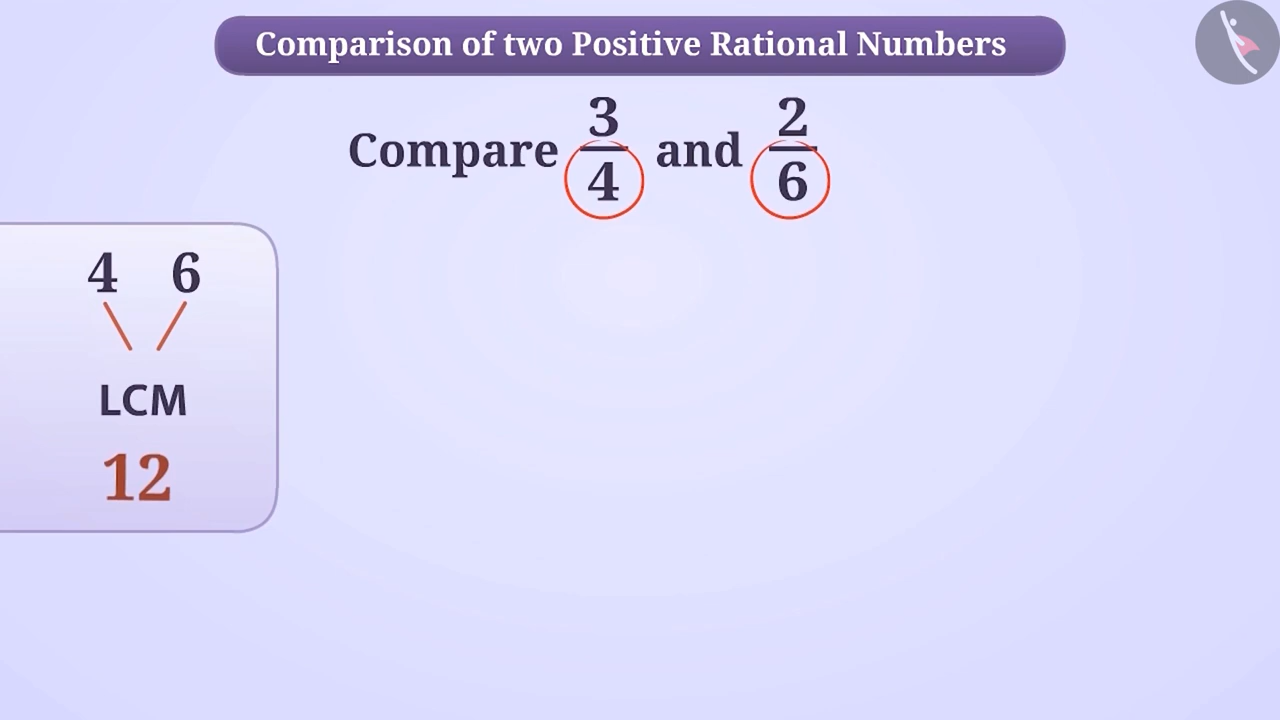 Comparison of two Positive Rational Numbers
Compare 3/4 and 2/6
4 6
LCM
12